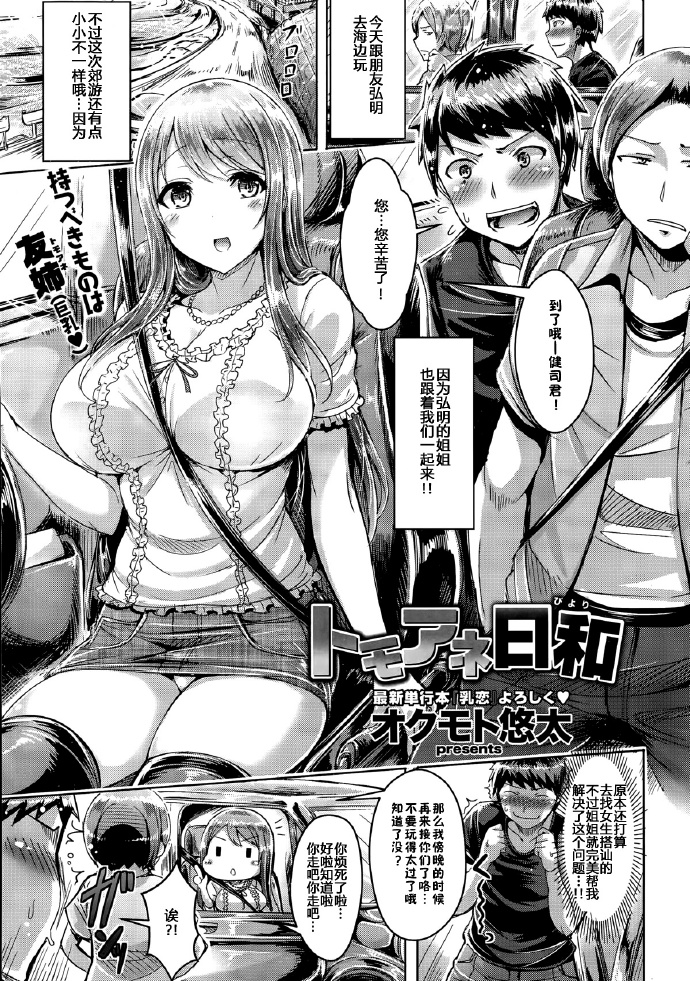 今天跟朋友弘明
去海边玩
ブロロロ
不过这次郊游还有点
小小不一样哦…因为
持つべきものは
友姉(巨乳♥)
トモアネ
您…
您辛苦了!
到了哦ー健司君!
因为弘明的姐姐
也跟着我们一起来!!
トモアネ日和
びより
最新単行本『乳恋』よろしく♥
オクモト悠太
presents
原本还打算
去找女生搭讪的
不过姐姐就完美帮我
解决了这个问题…!!
那么我傍晚的时候
再来接你们了咯…
不要玩得太过了哦
知道了没?
你烦死了啦…
好啦知道啦
你走吧你走吧…
诶?!